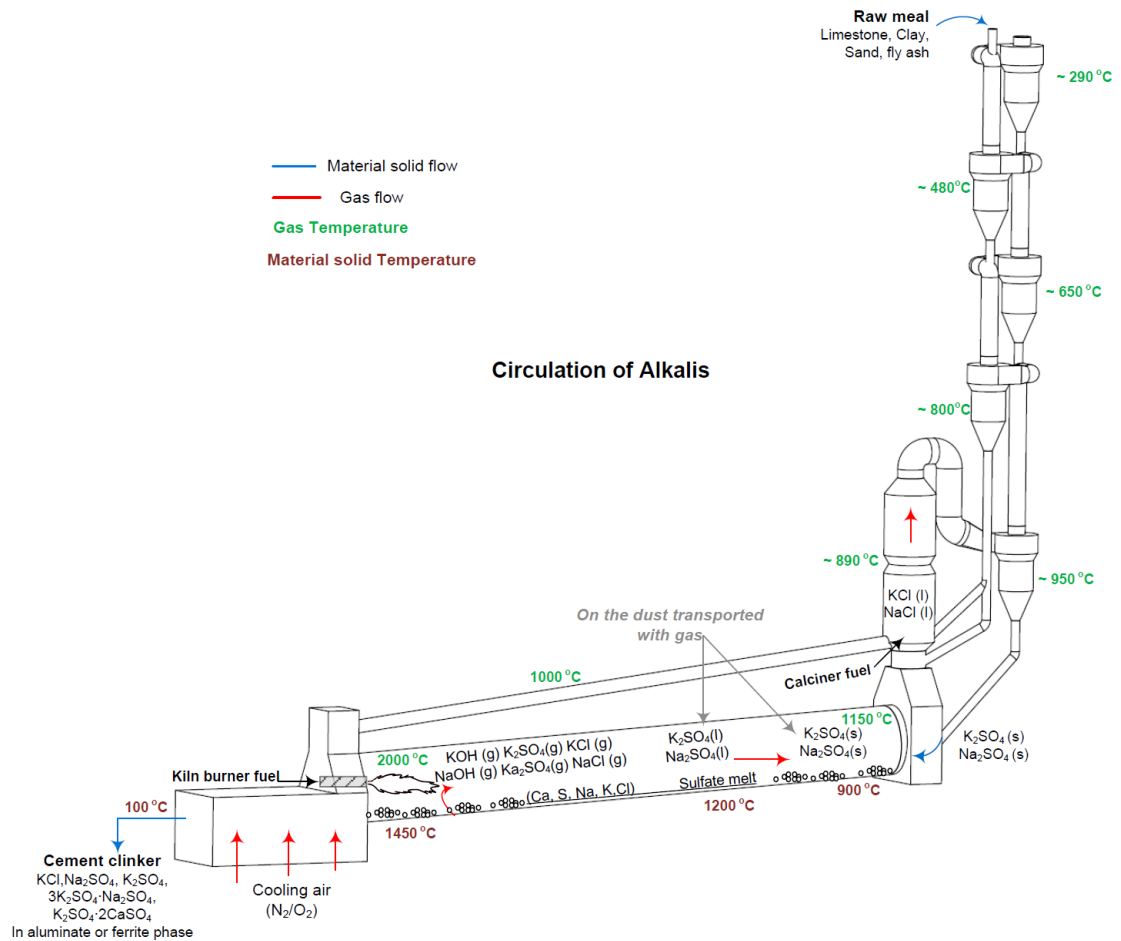 Raw meal
Limestone, Clay,
Sand, fly ash
~ 290 °C
Material solid flow
~ 480°C
Gas flow
Gas Temperature
Material solid Temperature
~ 650 °C
Circulation of Alkalis
~ 800°C
~ 890 °C
~ 950 °C
KCl (l)
NaCl (l)
On the dust transported
with gas
Calciner fuel
1000 °C
1150 °C
K₂SO₄(l)
Na₂SO₄(l)
K₂SO₄(s)
Na₂SO₄(s)
K₂SO₄ (s)
Na₂SO₄ (s)
KOH (g) K₂SO₄(g) KCl (g)
NaOH (g) Ka₂SO₄(g) NaCl (g)
2000 °C
Kiln burner fuel
(Ca, S, Na, K,Cl)
Sulfate melt
900 °C
1200 °C
1450 °C
100 °C
Cement clinker
KCl,Na₂SO₄, K₂SO₄,
3K₂SO₄·Na₂SO₄,
K₂SO₄·2CaSO₄
In aluminate or ferrite phase
Cooling air
(N₂/O₂)